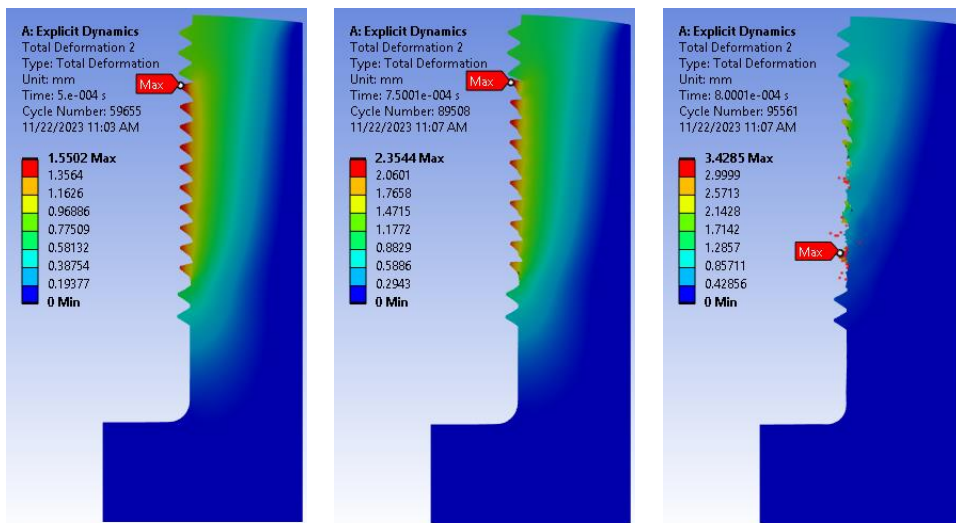 A: Explicit Dynamics
Total Deformation 2
Type: Total Deformation
Unit: mm
Time: 5.e-004 s
Cycle Number: 59655
11/22/2023 11:03 AM
Max
1.5502 Max
1.3564
1.1626
0.96886
0.77509
0.58132
0.38754
0.19377
0 Min
A: Explicit Dynamics
Total Deformation 2
Type: Total Deformation
Unit: mm
Time: 7.5001e-004 s
Cycle Number: 89508
11/22/2023 11:07 AM
Max
2.3544 Max
2.0601
1.7658
1.4715
1.1772
0.8829
0.5886
0.2943
0 Min
A: Explicit Dynamics
Total Deformation 2
Type: Total Deformation
Unit: mm
Time: 8.0001e-004 s
Cycle Number: 95561
11/22/2023 11:07 AM
3.4285 Max
2.9999
2.5713
2.1428
1.7142
1.2857
0.85711
0.42856
0 Min
Max